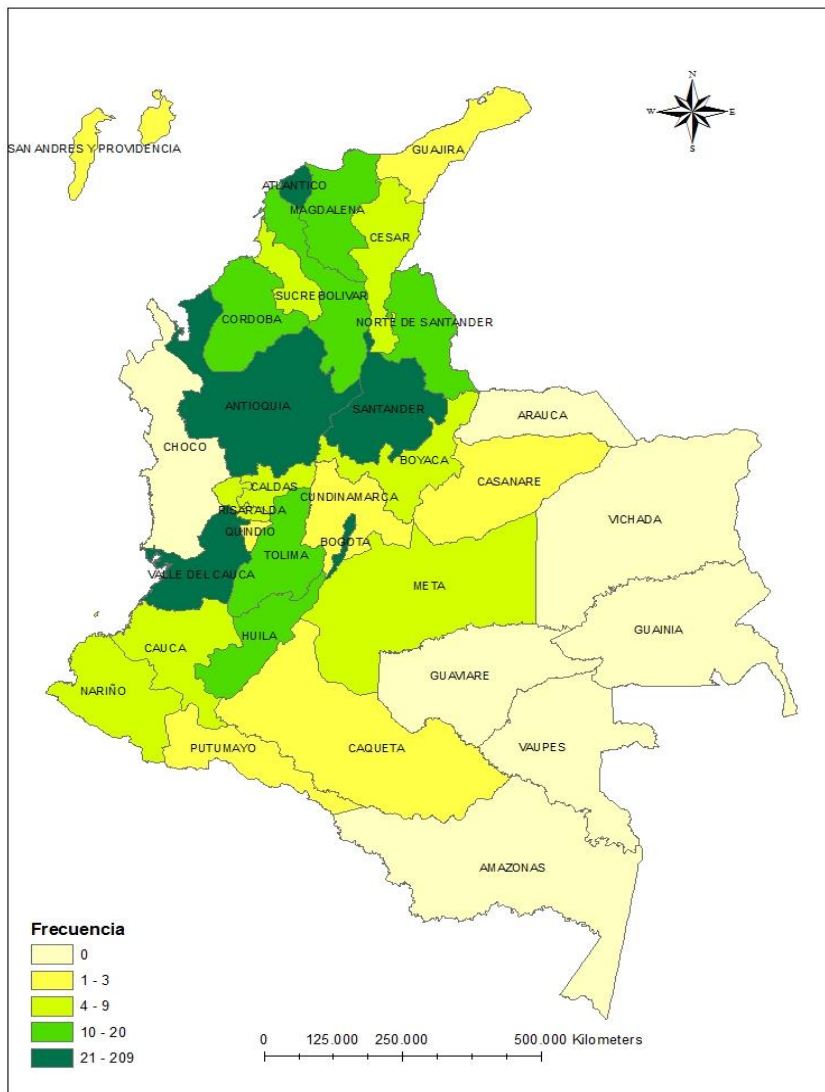 N
W E
S
SAN ANDRES Y PROVIDENCIA
GUAJIRA
ATLANTICO
MAGDALENA
CESAR
SUCRE
BOLIVAR
CORDOBA
NORTE DE SANTANDER
ANTIOQUIA
SANTANDER
ARAUCA
CHOCO
BOYACA
CASANARE
CALDAS
CUNDINAMARCA
RISARALDA
VICHADA
QUINDIO
BOGOTA
TOLIMA
VALLE DEL CAUCA
META
GUAINIA
HUILA
CAUCA
GUAVIARE
NARIÑO
VAUPES
PUTUMAYO
CAQUETA
AMAZONAS
Frecuencia
0
1 - 3
4 - 9
10 - 20
21 - 209
0 125.000 250.000 500.000 Kilometers